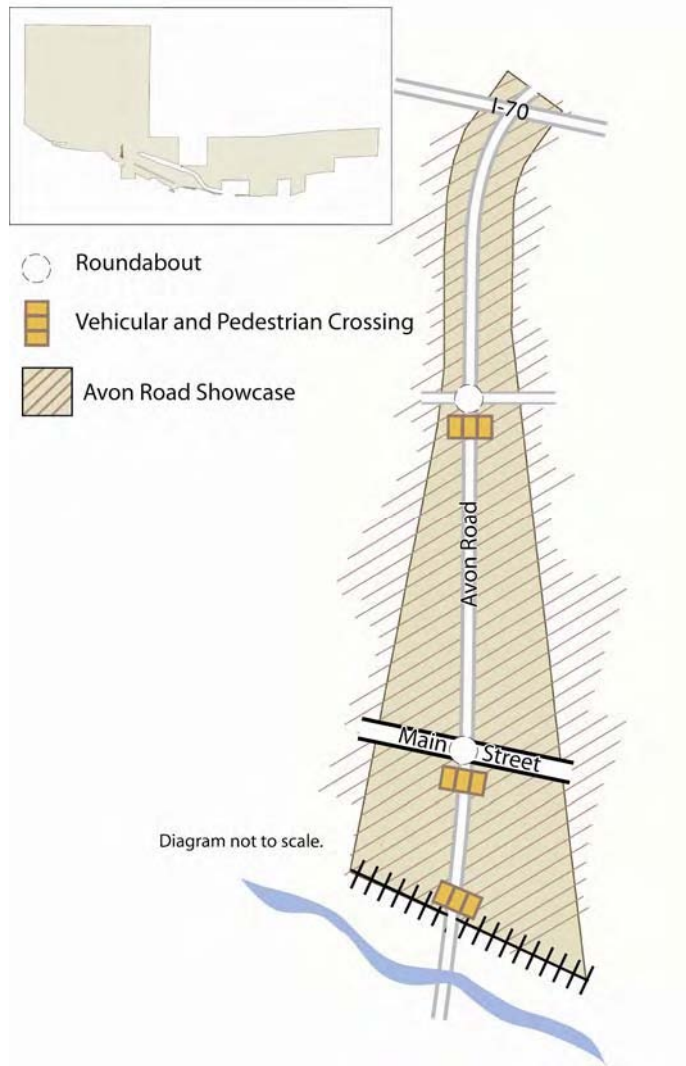 I-70
Roundabout
Vehicular and Pedestrian Crossing
Avon Road Showcase
Avon Road
Main Street
Diagram not to scale.